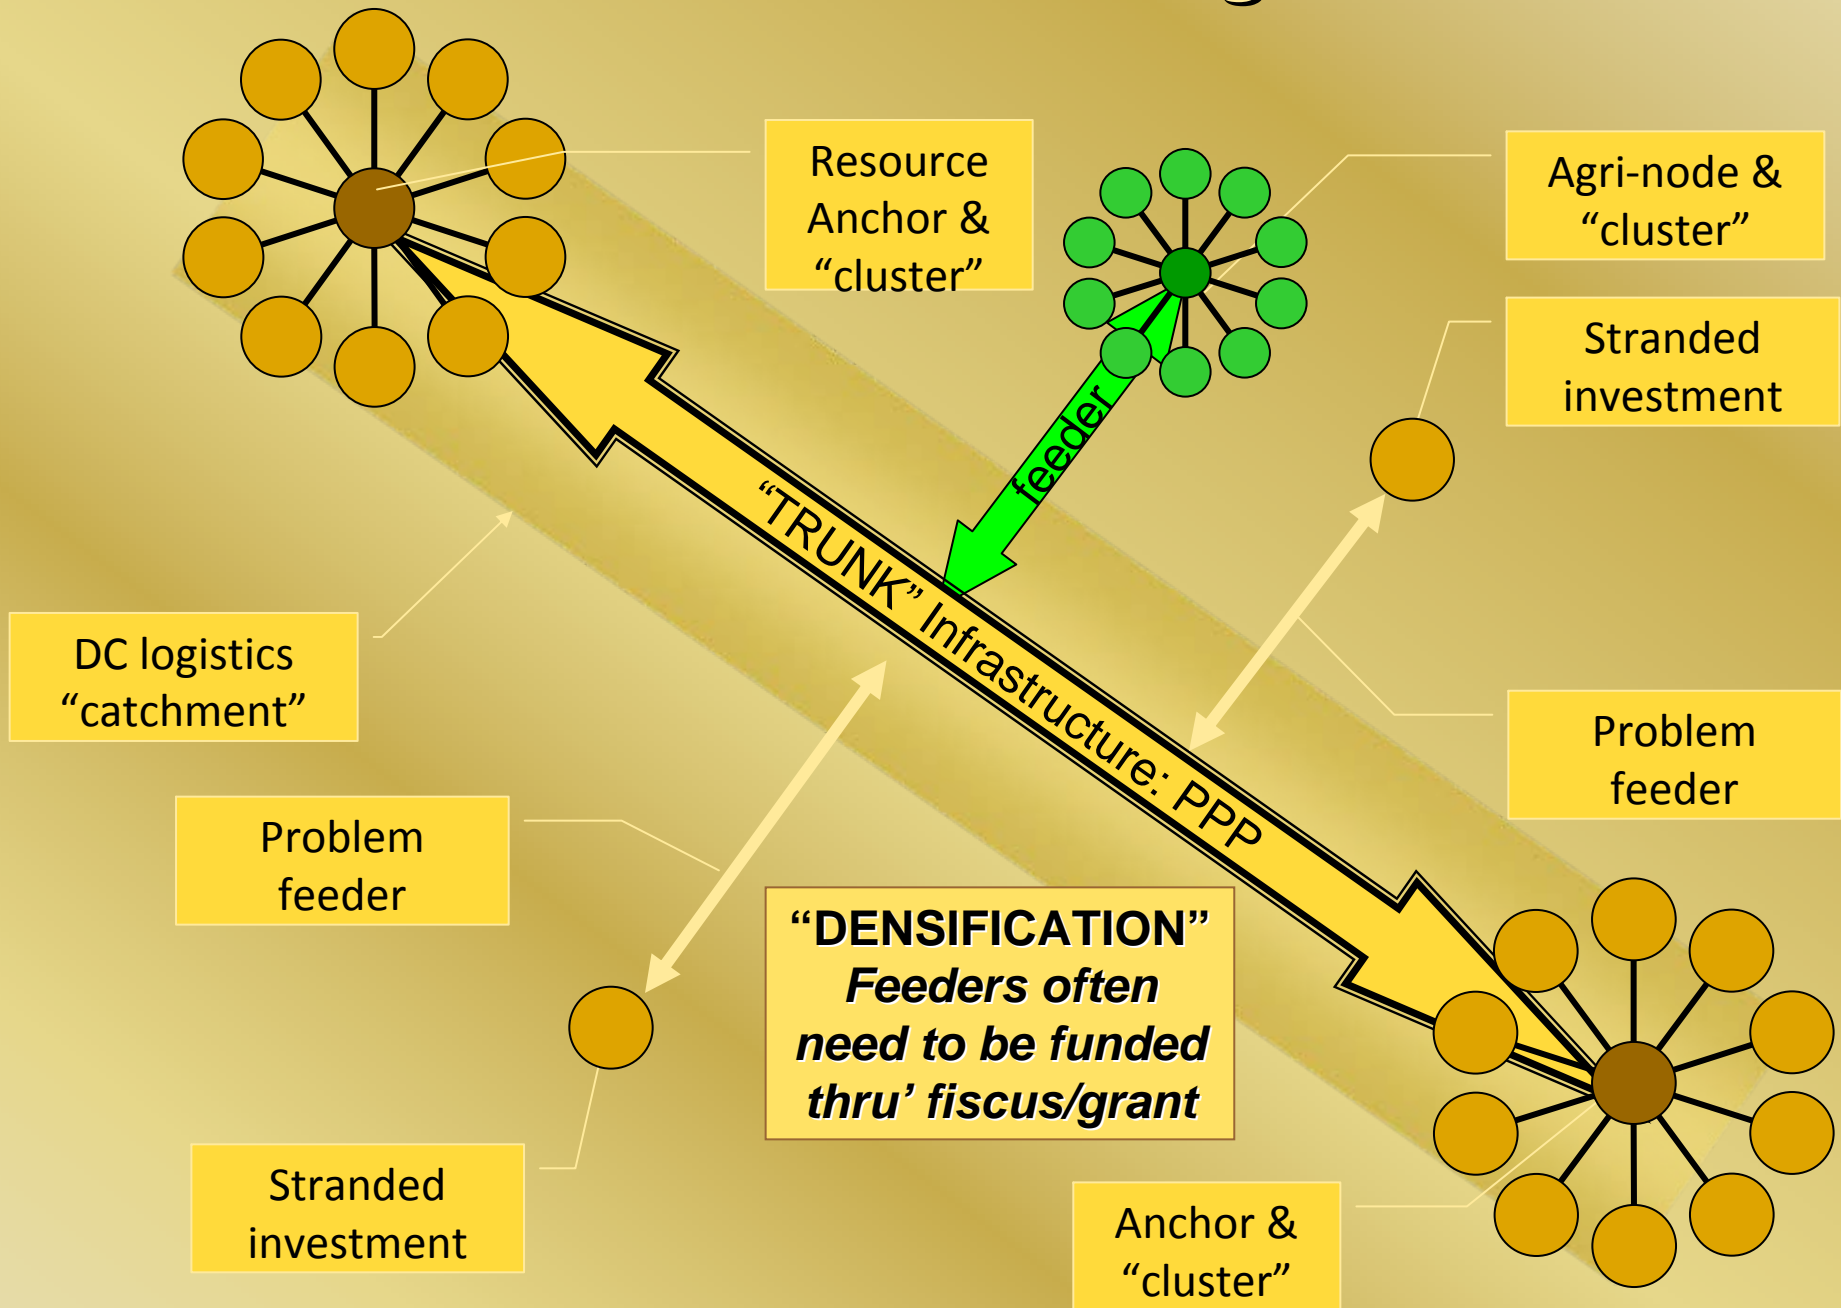 Resource
Anchor &
“cluster”
Agri-node &
“cluster”
Stranded
investment
feeder
“TRUNK” Infrastructure: PPP
DC logistics
“catchment”
Problem
feeder
Problem
feeder
“DENSIFICATION”
Feeders often
need to be funded
thru’ fiscus/grant
Stranded
investment
Anchor &
“cluster”